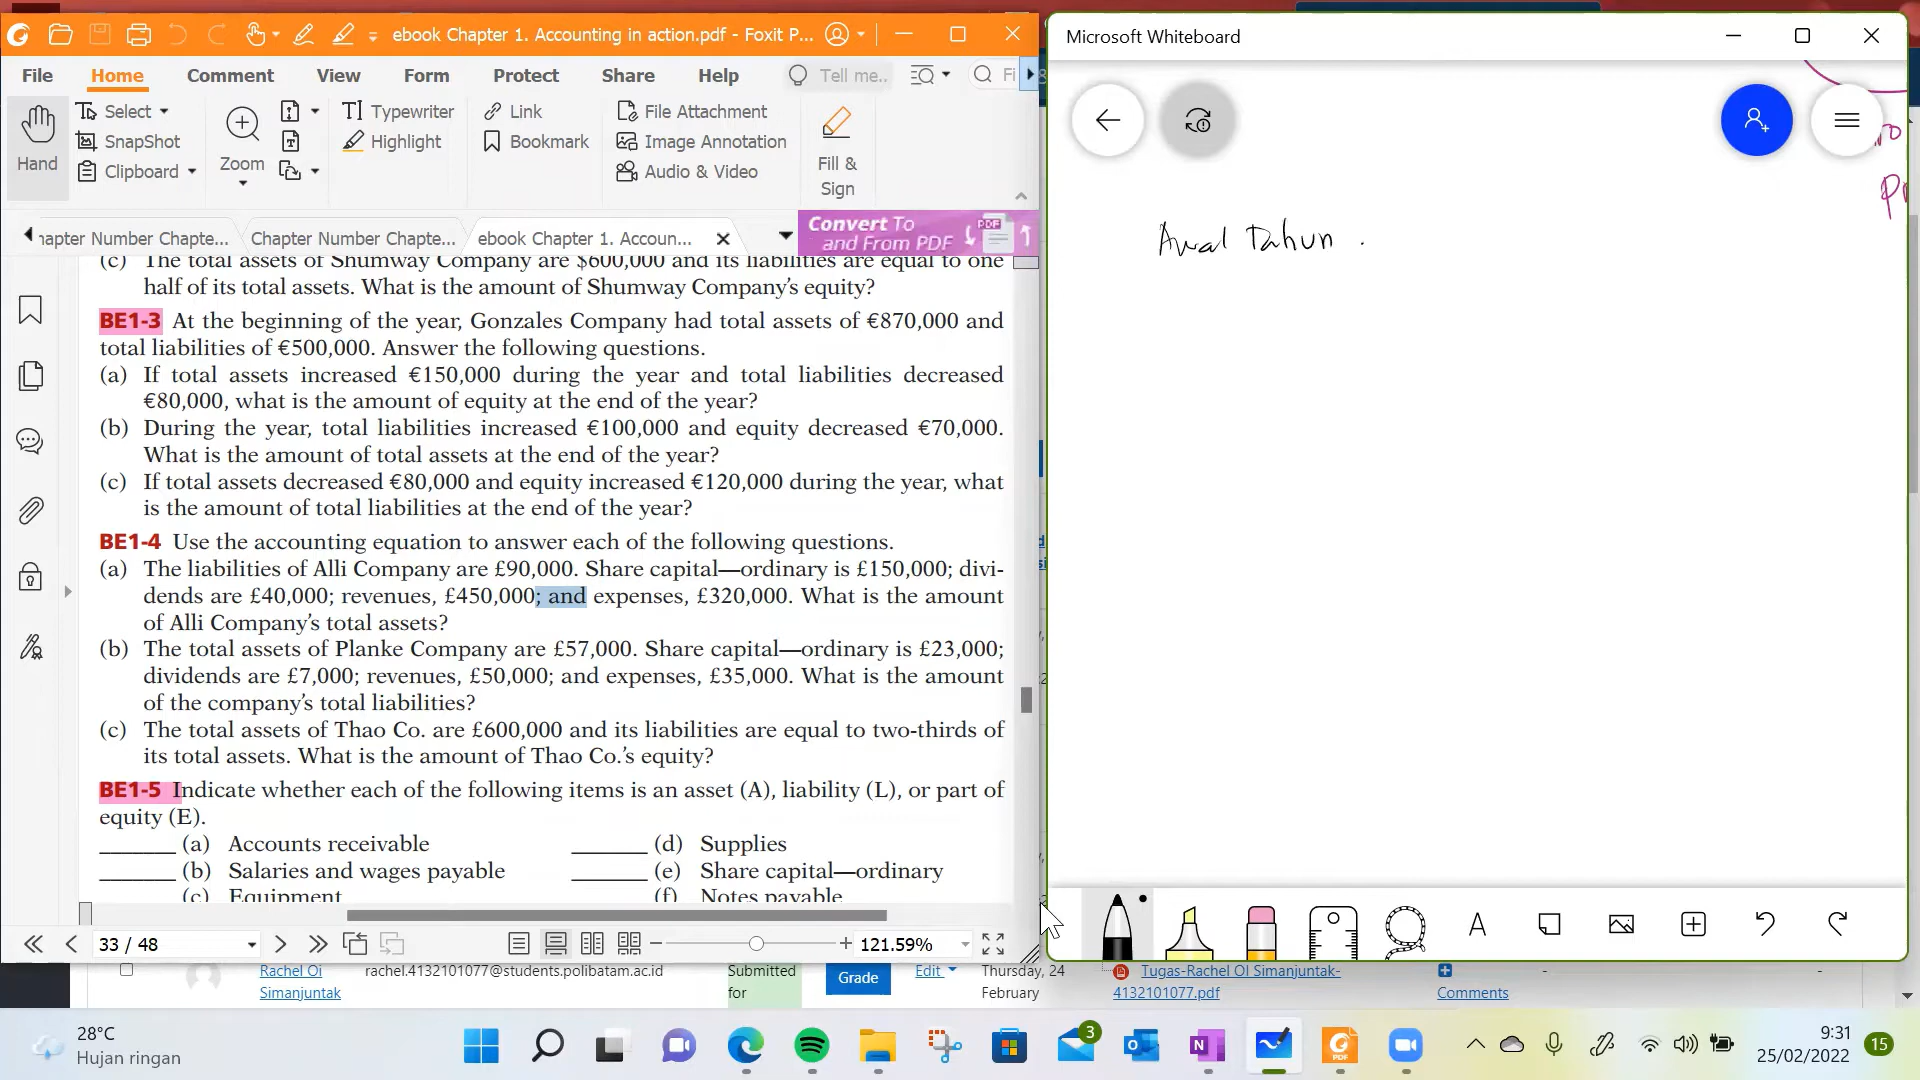 ebook Chapter 1. Accounting in action.pdf - Foxit P...
File Home Comment View Form Protect Share Help Tell me.. Fi
Hand
Select
SnapShot
Clipboard
Zoom
Typewriter
Highlight
Link
Bookmark
File Attachment
Image Annotation
Audio & Video
Fill &
Sign
hapter Number Chapte... Chapter Number Chapte... ebook Chapter 1. Accoun...
Convert To
and From PDF
PDF
(c) The total assets of Shumway Company are $600,000 and its liabilities are equal to one
half of its total assets. What is the amount of Shumway Company's equity?
BE1-3 At the beginning of the year, Gonzales Company had total assets of €870,000 and
total liabilities of €500,000. Answer the following questions.
(a) If total assets increased €150,000 during the year and total liabilities decreased
€80,000, what is the amount of equity at the end of the year?
(b) During the year, total liabilities increased €100,000 and equity decreased €70,000.
What is the amount of total assets at the end of the year?
(c) If total assets decreased €80,000 and equity increased €120,000 during the year, what
is the amount of total liabilities at the end of the year?
BE1-4 Use the accounting equation to answer each of the following questions.
(a) The liabilities of Alli Company are £90,000. Share capital—ordinary is £150,000; divi-
dends are £40,000; revenues, £450,000; and expenses, £320,000. What is the amount
of Alli Company's total assets?
(b) The total assets of Planke Company are £57,000. Share capital—ordinary is £23,000;
dividends are £7,000; revenues, £50,000; and expenses, £35,000. What is the amount
of the company's total liabilities?
(c) The total assets of Thao Co. are £600,000 and its liabilities are equal to two-thirds of
its total assets. What is the amount of Thao Co.'s equity?
BE1-5 Indicate whether each of the following items is an asset (A), liability (L), or part of
equity (E).
_______ (a) Accounts receivable _______ (d) Supplies
_______ (b) Salaries and wages payable _______ (e) Share capital—ordinary
(c) Equipment (f) Notes payable
33 / 48 121.59%
Microsoft Whiteboard
Awal Tahun .
A
Rachel Oi
Simanjuntak
rachel.4132101077@students.polibatam.ac.id
Submitted
for
Grade
Edit
Thursday, 24
February
Tugas-Rachel OI Simanjuntak-
4132101077.pdf
Comments
-
-
28°C
Hujan ringan
3
9:31
25/02/2022
15